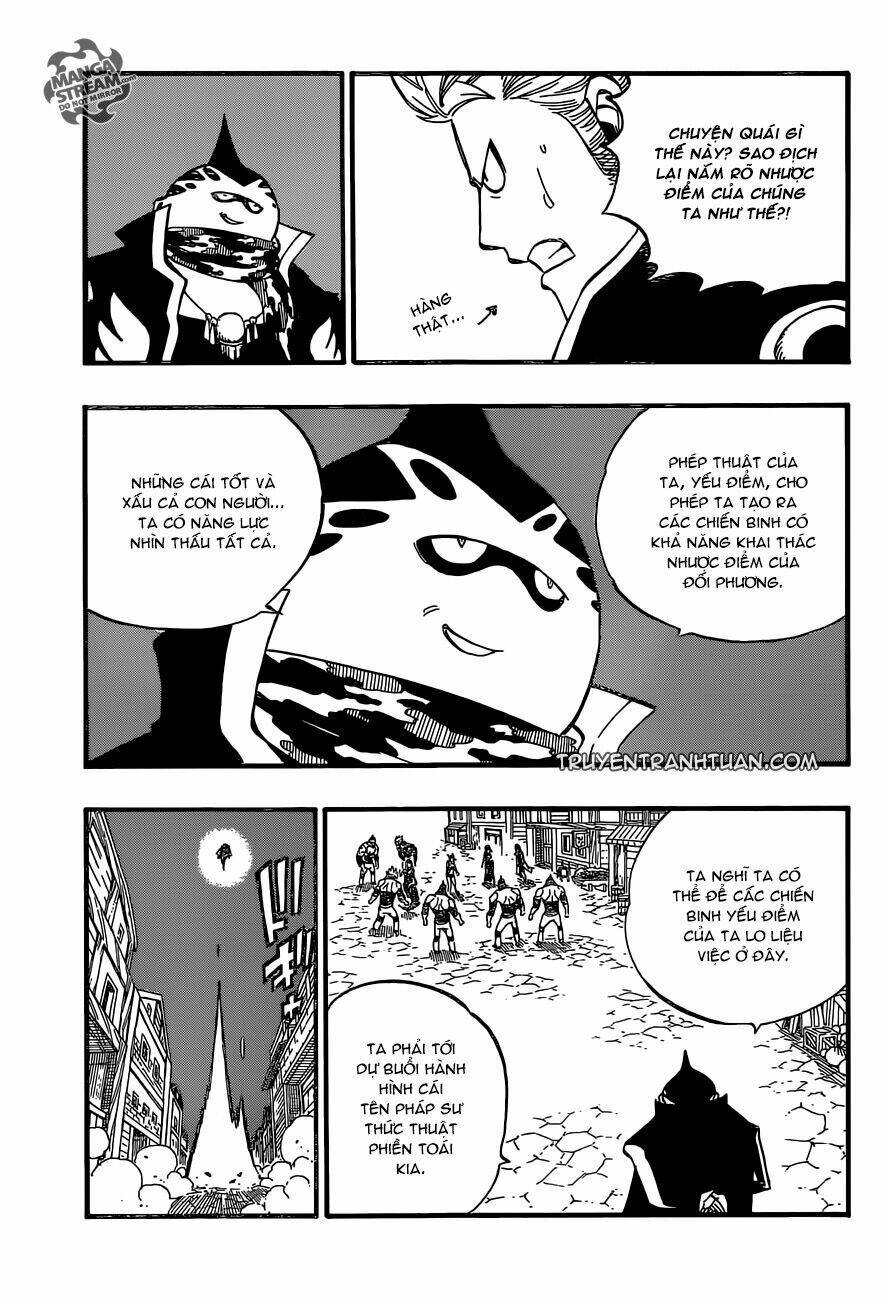 MANGA
STREAM.com
DO NOT MIRROR
CHUYỆN QUÁI GÌ
THẾ NÀY? SAO ĐỊCH
LẠI NẮM RÕ NHƯỢC
ĐIỂM CỦA CHÚNG
TA NHƯ THẾ?!
HÀNG
THẬT...
PHÉP THUẬT CỦA
TA, YẾU ĐIỂM, CHO
PHÉP TA TẠO RA
CÁC CHIẾN BINH CÓ
KHẢ NĂNG KHAI THÁC
NHƯỢC ĐIỂM CỦA
ĐỐI PHƯƠNG.
NHỮNG CÁI TỐT VÀ
XẤU CẢ CON NGƯỜI...
TA CÓ NĂNG LỰC
NHÌN THẤU TẤT CẢ.
TRUYENTRANHTUAN.COM
TA NGHĨ TA CÓ
THỂ ĐỂ CẤC CHIẾN
BINH YẾU ĐIỂM
CỦA TA LO LIỆU
VIỆC Ở ĐÂY.
TA PHẢI TỚI
DỰ BUỔI HÀNH
HÌNH CÁI
TÊN PHÁP SƯ
THỨC THUẬT
PHIỀN TOÁI
KIA.